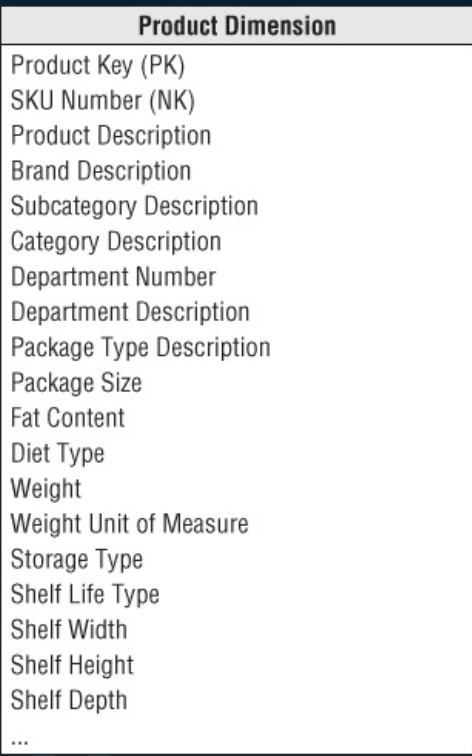 Product Dimension
Product Key (PK)
SKU Number (NK)
Product Description
Brand Description
Subcategory Description
Category Description
Department Number
Department Description
Package Type Description
Package Size
Fat Content
Diet Type
Weight
Weight Unit of Measure
Storage Type
Shelf Life Type
Shelf Width
Shelf Height
Shelf Depth
...